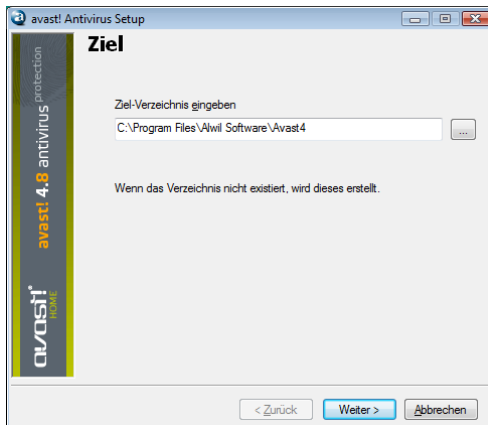 avast! Antivirus Setup
Ziel
Ziel-Verzeichnis eingeben
C:\Program Files\Alwil Software\Avast4
...
Wenn das Verzeichnis nicht existiert, wird dieses erstellt.
avast! 4.8 antivirus protection
avast!
HOME
< Zurück
Weiter >
Abbrechen